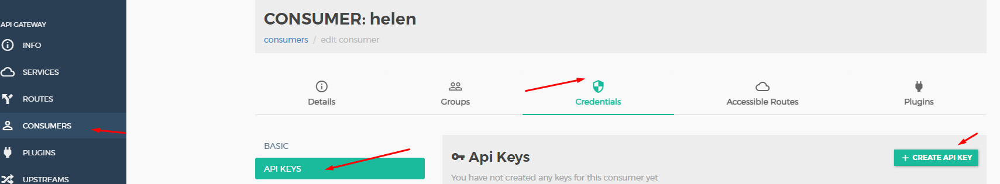 API GATEWAY
INFO
SERVICES
ROUTES
CONSUMERS
PLUGINS
UPSTREAMS
CONSUMER: helen
consumers / edit consumer
Details
Groups
Credentials
Accessible Routes
Plugins
BASIC
API KEYS
Api Keys
+ CREATE API KEY
You have not created any keys for this consumer yet